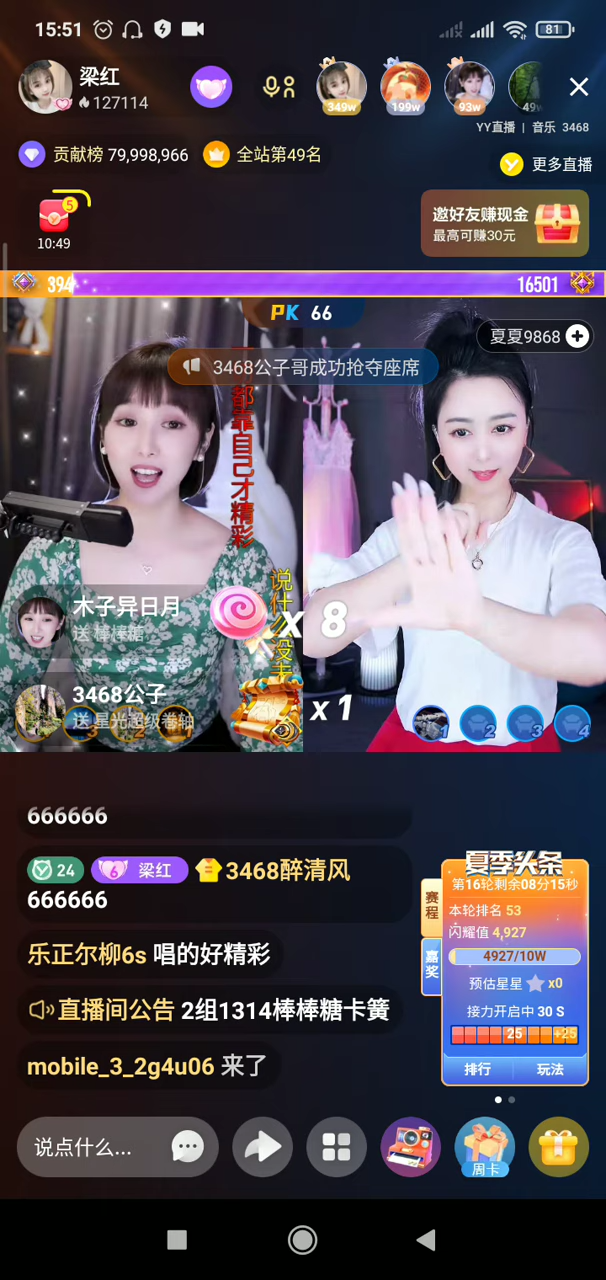 15:51
81
梁红
127114
349w
199w
93w
49w
YY直播 | 音乐 3468
贡献榜 79,998,966
全站第49名
更多直播
5
10:49
邀好友赚现金
最高可赚30元
394
16501
PK 66
夏夏9868
3468公子哥成功抢夺座席
都靠自己才精彩
木子异日月
送 棒棒糖
x 8
3468公子
送 星光超级卷轴
x 1
3
2
1
1
2
3
4
666666
24
6 梁红
3468醉清风
666666
乐正尔柳6s 唱的好精彩
直播间公告 2组1314棒棒糖卡簧
mobile_3_2g4u06 来了
夏季头条
第16轮剩余08分15秒
赛程
本轮排名 53
闪耀值 4,927
嘉奖
4927/10W
预估星星 x0
接力开启中 30 S
25
+25
排行
玩法
说点什么...
周卡